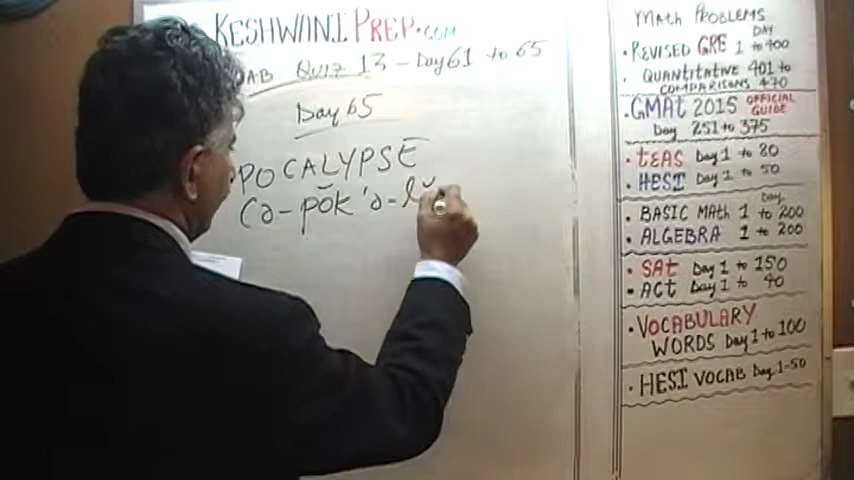 KESHWANIPREP.COM
AB QUIZ 13 - Day 61 to 65
Day 65
POCALYPSE
(ə-pŏk'ə-lĭ
MAth PROBLEMS
DAY
• REVISED GRE 1 to 400
• QUANTITATIVE 401 to
COMPARISONS 470
• GMAt 2015 OFFICIAL GUIDE
Day 251 to 375
• tEAS Day 1 to 80
• HESI Day 1 to 50
Day
• BASIC MAth 1 to 200
• ALGEBRA 1 to 200
• SAt Day 1 to 150
• ACt Day 1 to 40
• VOCABULARY
WORDS Day 1 to 100
• HESI VOCAB Day 1-50